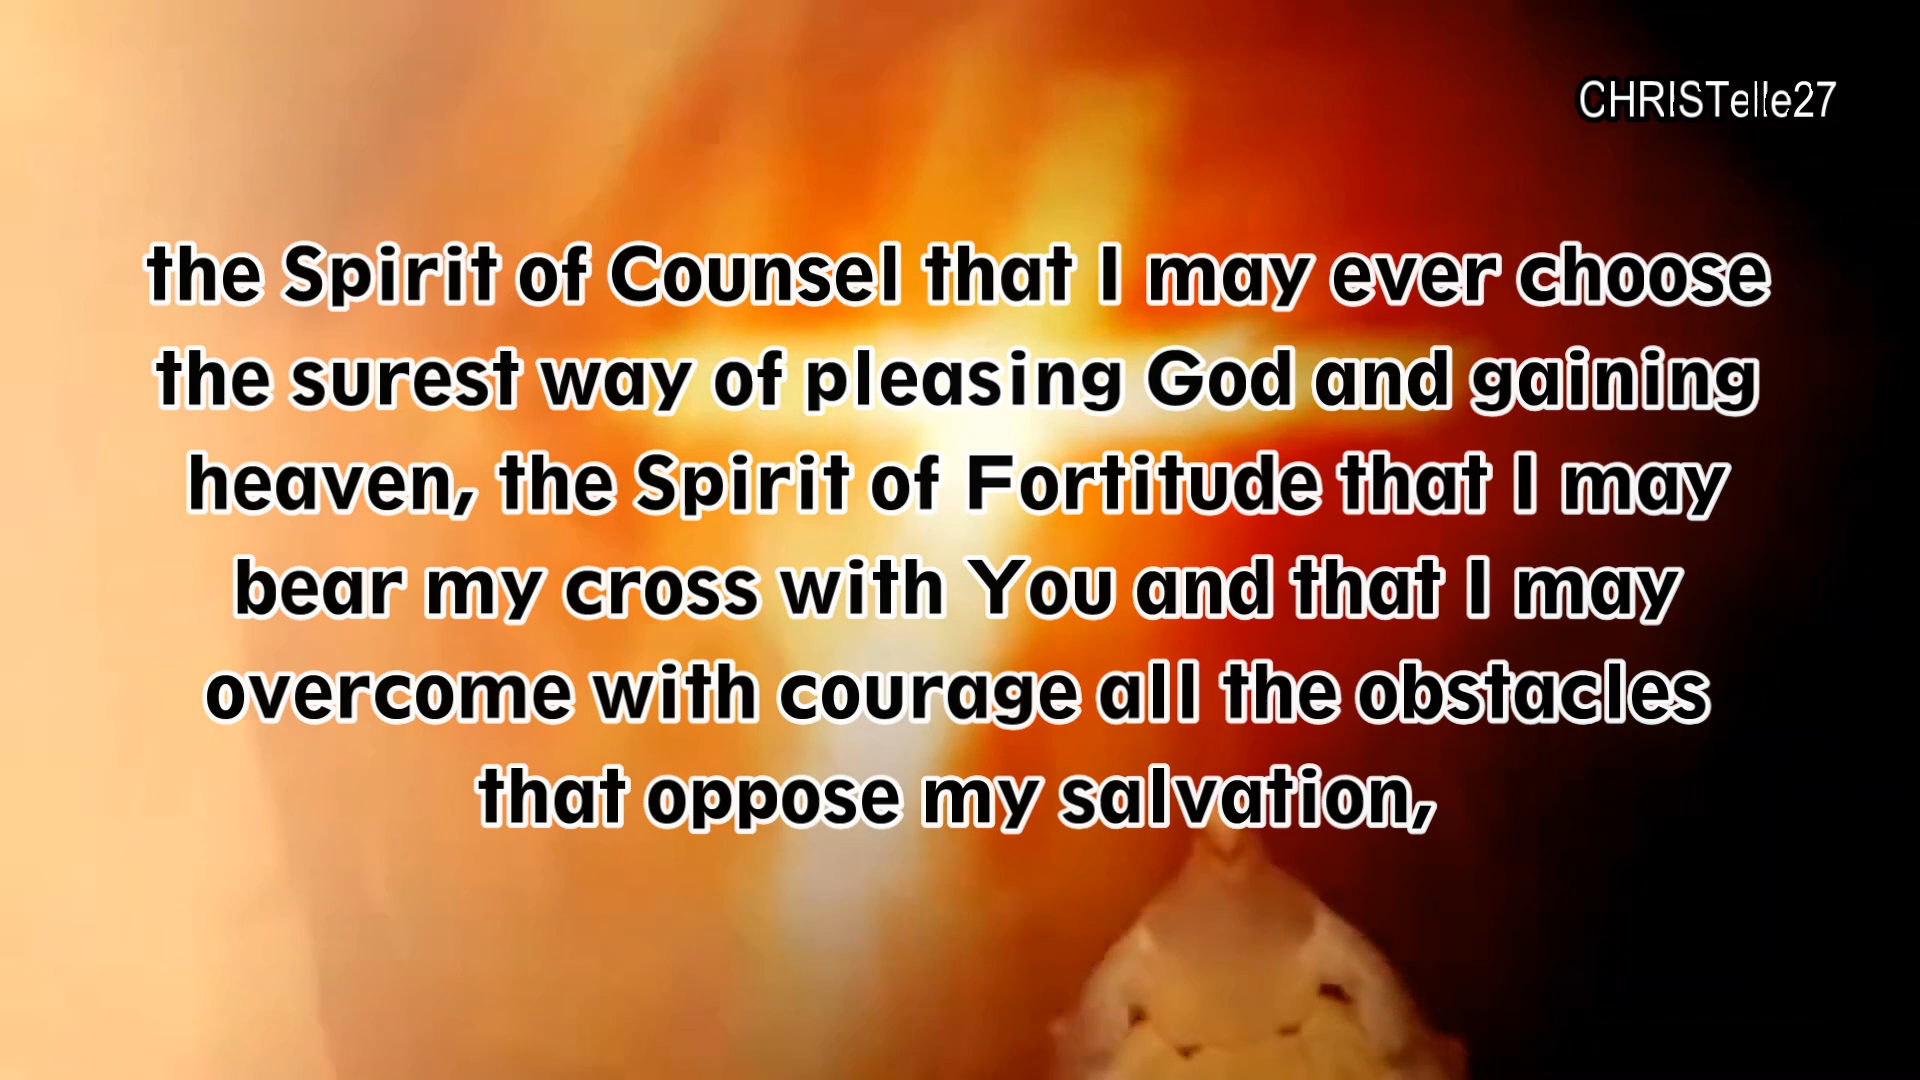 CHRISTelle27
the Spirit of Counsel that I may ever choose
the surest way of pleasing God and gaining
heaven, the Spirit of Fortitude that I may
bear my cross with You and that I may
overcome with courage all the obstacles
that oppose my salvation,